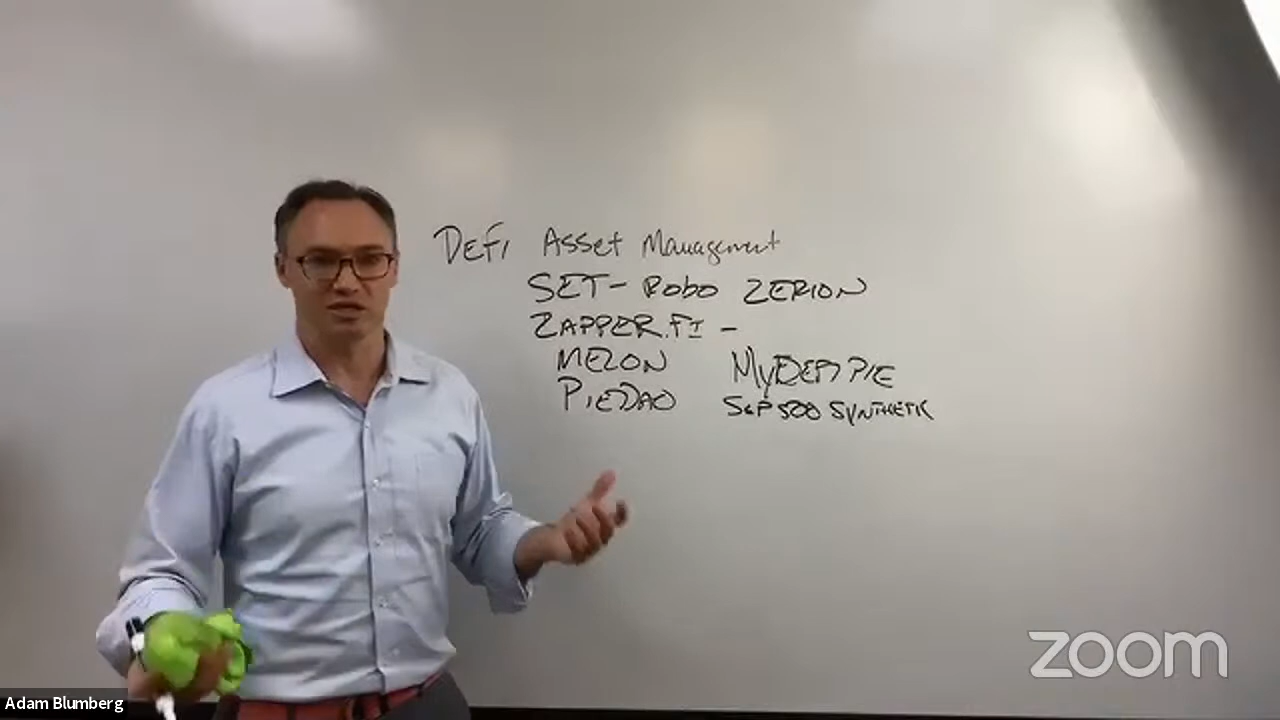 DeFi Asset Management
SET - Robo ZERION
ZAPPER.FI -
MELON MyDEFI PIE
PieDAO S&P 500 SYNTHETIC
zoom
Adam Blumberg